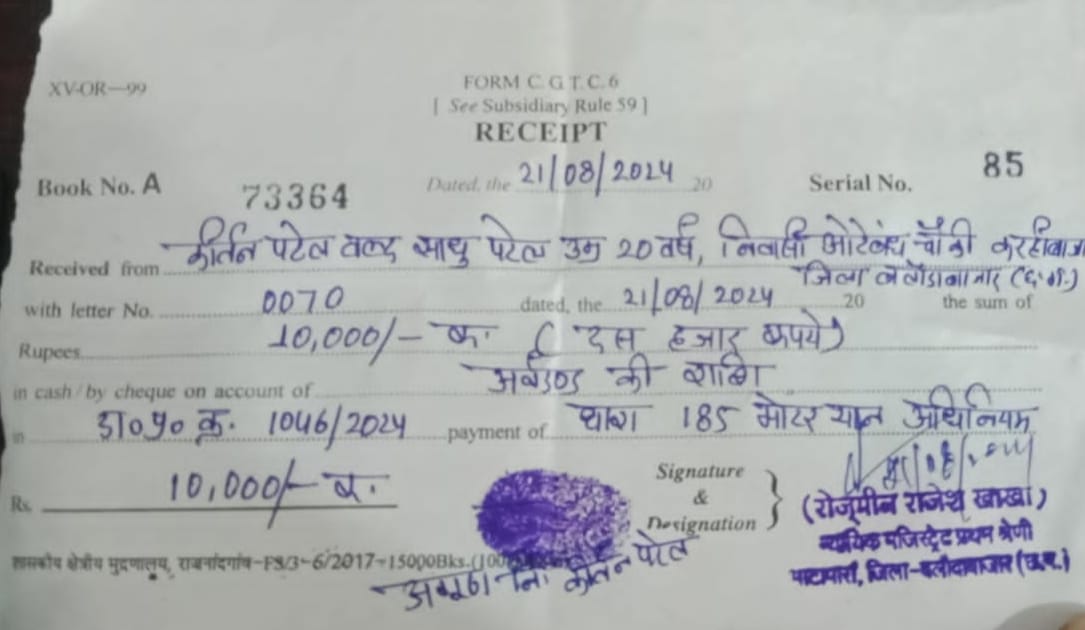 XV-OR—99
FORM C. G. T. C. 6
[ See Subsidiary Rule 59 ]
RECEIPT
Book No. A 73364 Dated, the 21/08/2024 20 Serial No. 85
Received from कीर्तन पटेल वल्द साधु पटेल उम्र 20 वर्ष, निवासी ओटेबंध चौकी करहीबाजार
जिला बलौदाबाजार (छ.ग.)
with letter No. 0070 dated, the 21/08/2024 20 the sum of
Rupees 10,000/- रू. ( दस हजार रूपये)
in cash / by cheque on account of अर्थदण्ड की राशि
in दा०प्र० क्र. 1046/2024 payment of धारा 185 मोटर यान अधिनियम
Rs. 10,000/- रू.
Signature
&
Designation
(रोजमीन राजेश खाखा)
न्यायिक मजिस्ट्रेट प्रथम श्रेणी
भाटापारा, जिला-बलौदाबाजार (छ.ग.)
शासकीय क्षेत्रीय मुद्रणालय, राजनांदगांव-FS/3-6/2017-15000Bks.
नि. कीर्तन पटेल